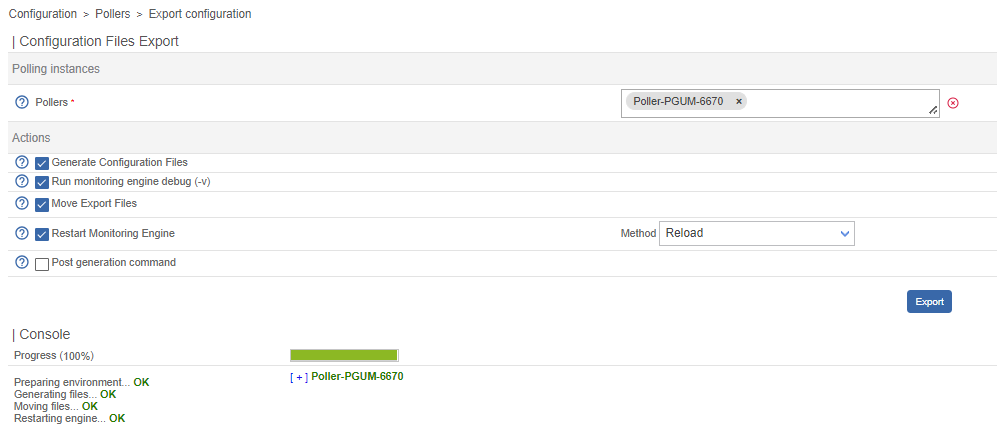 Configuration > Pollers > Export configuration
| Configuration Files Export
Polling instances
Pollers *
Poller-PGUM-6670 ×
Actions
Generate Configuration Files
Run monitoring engine debug (-v)
Move Export Files
Restart Monitoring Engine
Method Reload
Post generation command
Export
| Console
Progress (100%)
[ + ] Poller-PGUM-6670
Preparing environment... OK
Generating files... OK
Moving files... OK
Restarting engine... OK